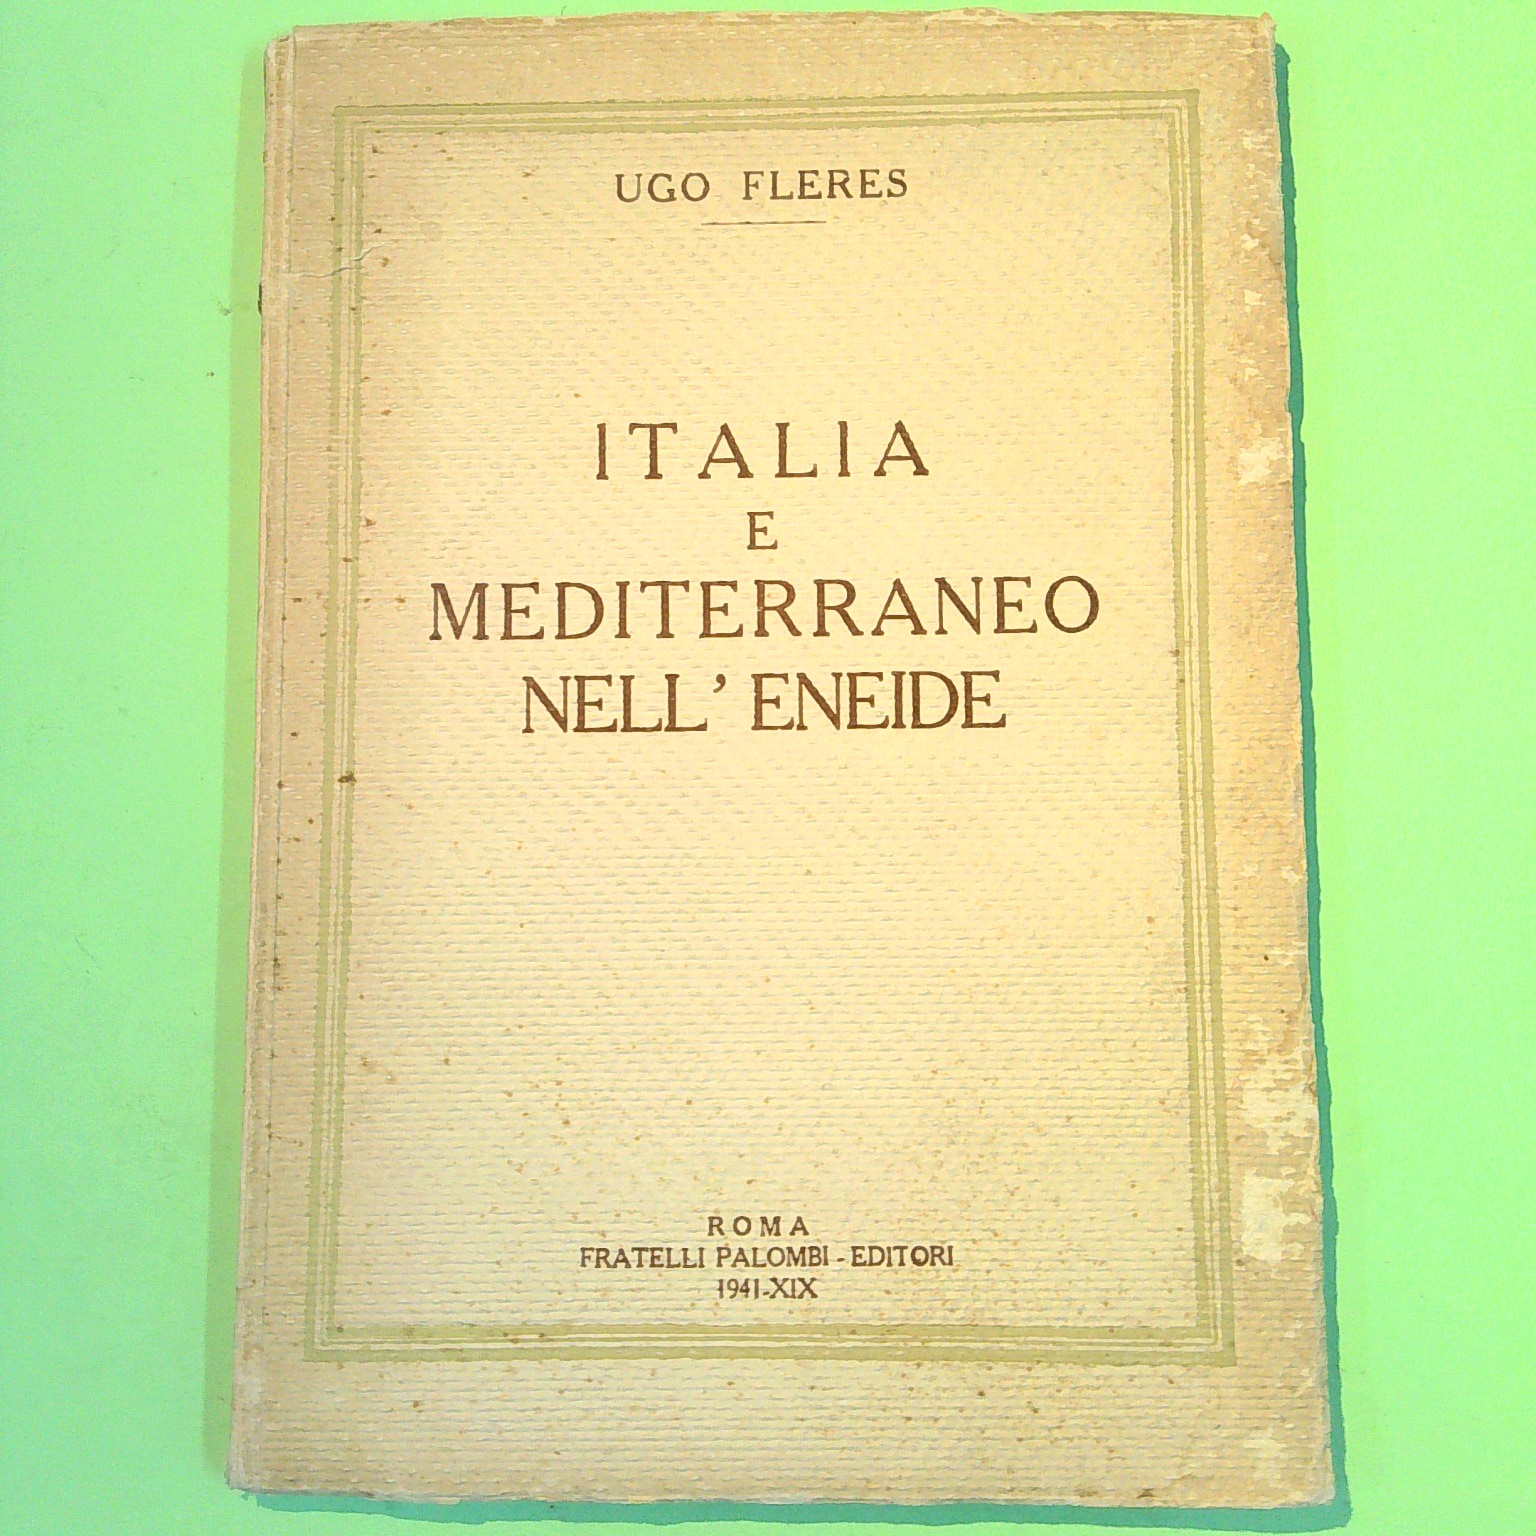 UGO FLERES
ITALIA
E
MEDITERRANEO
NELL' ENEIDE
ROMA
FRATELLI PALOMBI - EDITORI
1941-XIX